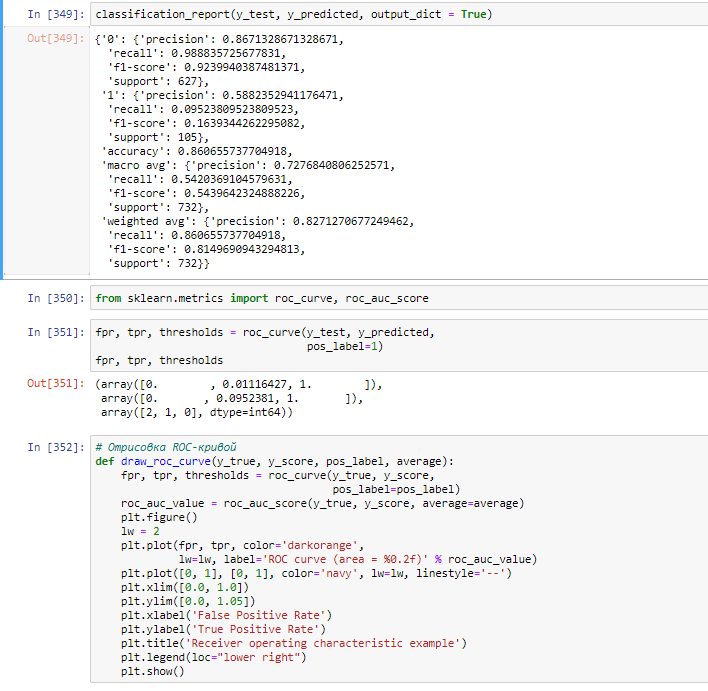 In [349]: classification_report(y_test, y_predicted, output_dict = True)
Out[349]: {'0': {'precision': 0.8671328671328671,
'recall': 0.988835725677831,
'f1-score': 0.9239940387481371,
'support': 627},
'1': {'precision': 0.5882352941176471,
'recall': 0.09523809523809523,
'f1-score': 0.1639344262295082,
'support': 105},
'accuracy': 0.860655737704918,
'macro avg': {'precision': 0.7276840806252571,
'recall': 0.5420369104579631,
'f1-score': 0.5439642324888226,
'support': 732},
'weighted avg': {'precision': 0.8271270677249462,
'recall': 0.860655737704918,
'f1-score': 0.8149690943294813,
'support': 732}}
In [350]: from sklearn.metrics import roc_curve, roc_auc_score
In [351]: fpr, tpr, thresholds = roc_curve(y_test, y_predicted,
pos_label=1)
fpr, tpr, thresholds
Out[351]: (array([0.        , 0.01116427, 1.        ]),
array([0.       , 0.0952381, 1.       ]),
array([2, 1, 0], dtype=int64))
In [352]: # Отрисовка ROC-кривой
def draw_roc_curve(y_true, y_score, pos_label, average):
fpr, tpr, thresholds = roc_curve(y_true, y_score,
pos_label=pos_label)
roc_auc_value = roc_auc_score(y_true, y_score, average=average)
plt.figure()
lw = 2
plt.plot(fpr, tpr, color='darkorange',
lw=lw, label='ROC curve (area = %0.2f)' % roc_auc_value)
plt.plot([0, 1], [0, 1], color='navy', lw=lw, linestyle='--')
plt.xlim([0.0, 1.0])
plt.ylim([0.0, 1.05])
plt.xlabel('False Positive Rate')
plt.ylabel('True Positive Rate')
plt.title('Receiver operating characteristic example')
plt.legend(loc="lower right")
plt.show()